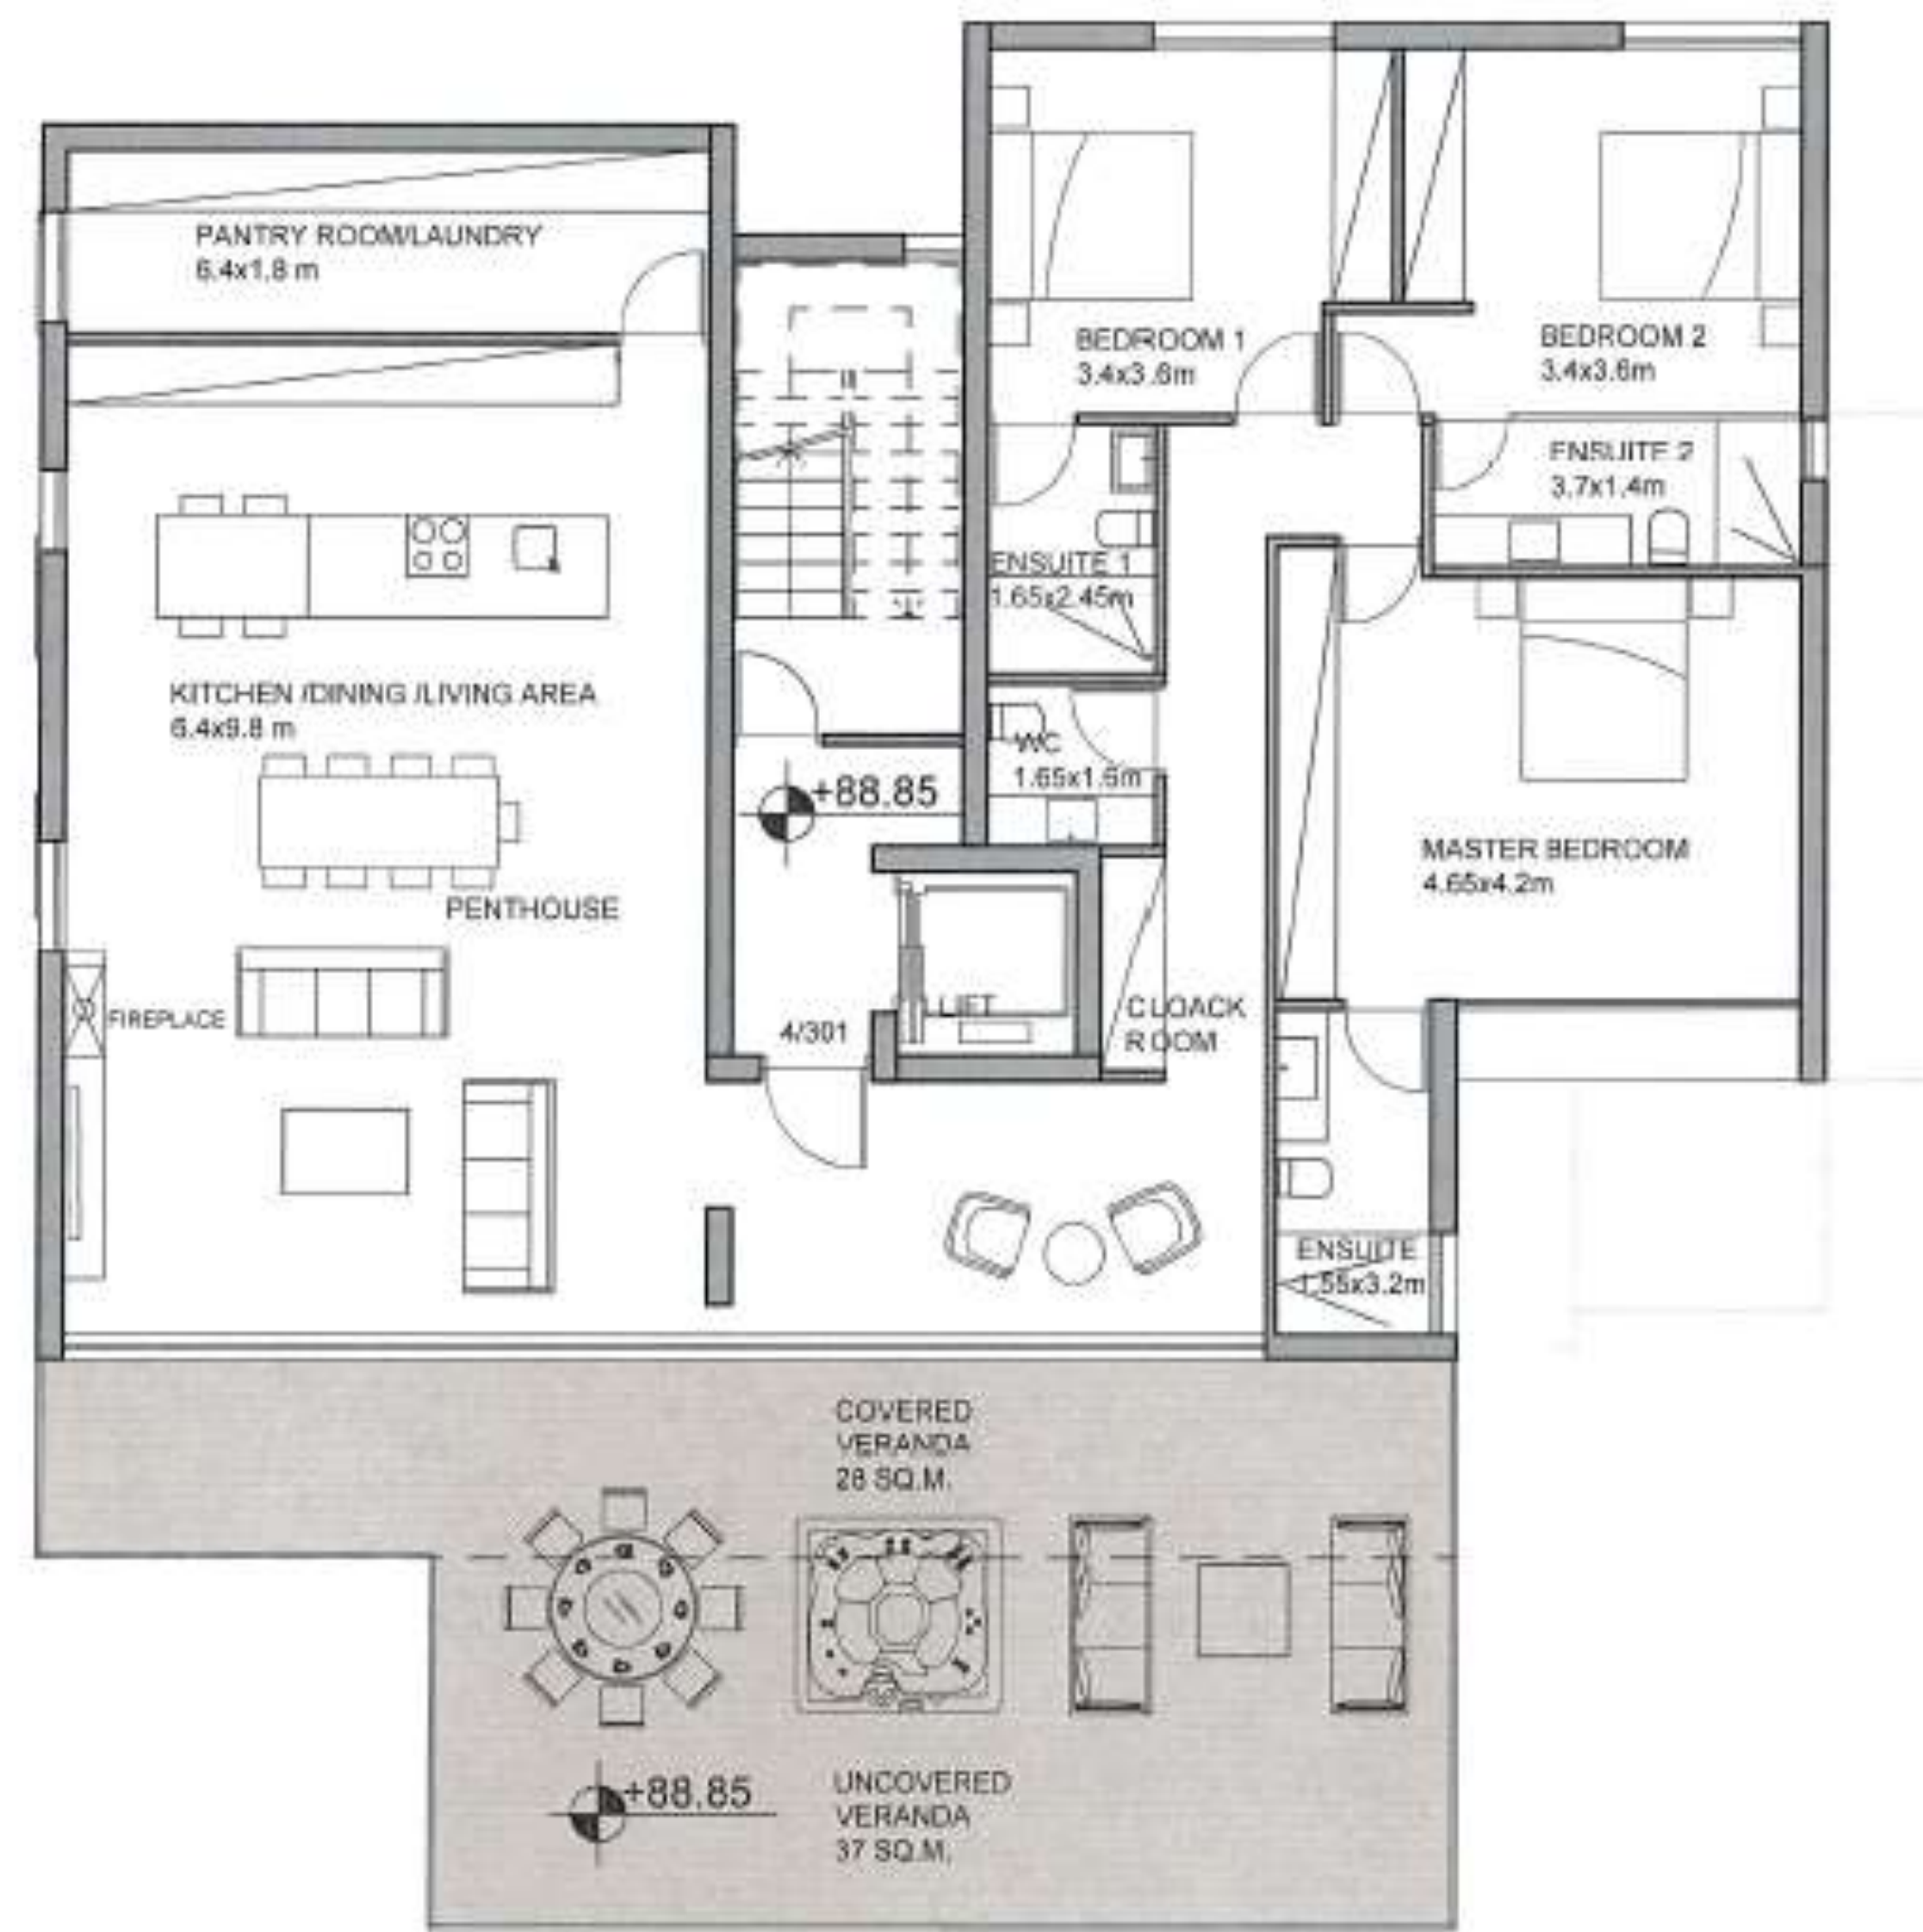 PANTRY ROOM/LAUNDRY
6.4x1.8 m
BEDROOM 1
3.4x3.6m
BEDROOM 2
3.4x3.6m
ENSUITE 2
3.7x1.4m
ENSUITE 1
1.65x2.45m
KITCHEN /DINING /LIVING AREA
6.4x9.8 m
WC
1.65x1.6m
+88.85
MASTER BEDROOM
4.65x4.2m
PENTHOUSE
FIREPLACE
LIFT
4/301
CLOACK
ROOM
ENSUITE
1.55x3.2m
COVERED
VERANDA
28 SQ.M.
+88.85
UNCOVERED
VERANDA
37 SQ.M.